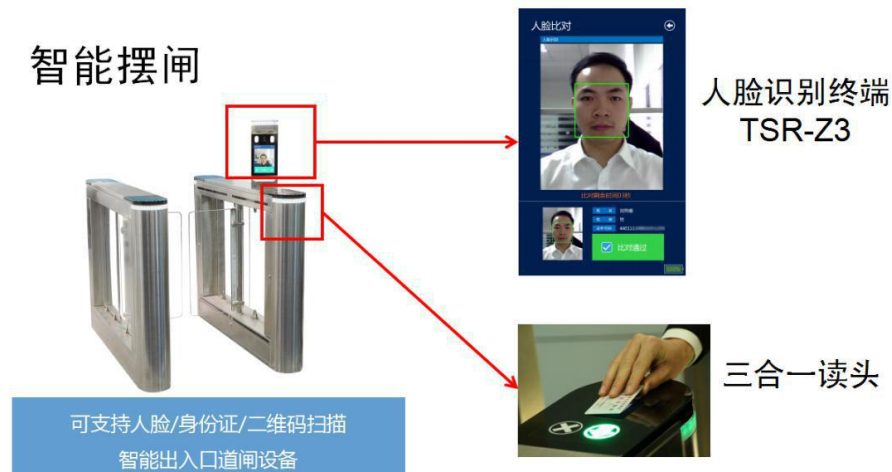 智能摆闸
人脸比对
人脸识别终端
TSR-Z3
比对通过
三合一读头
可支持人脸/身份证/二维码扫描
智能出入口道闸设备